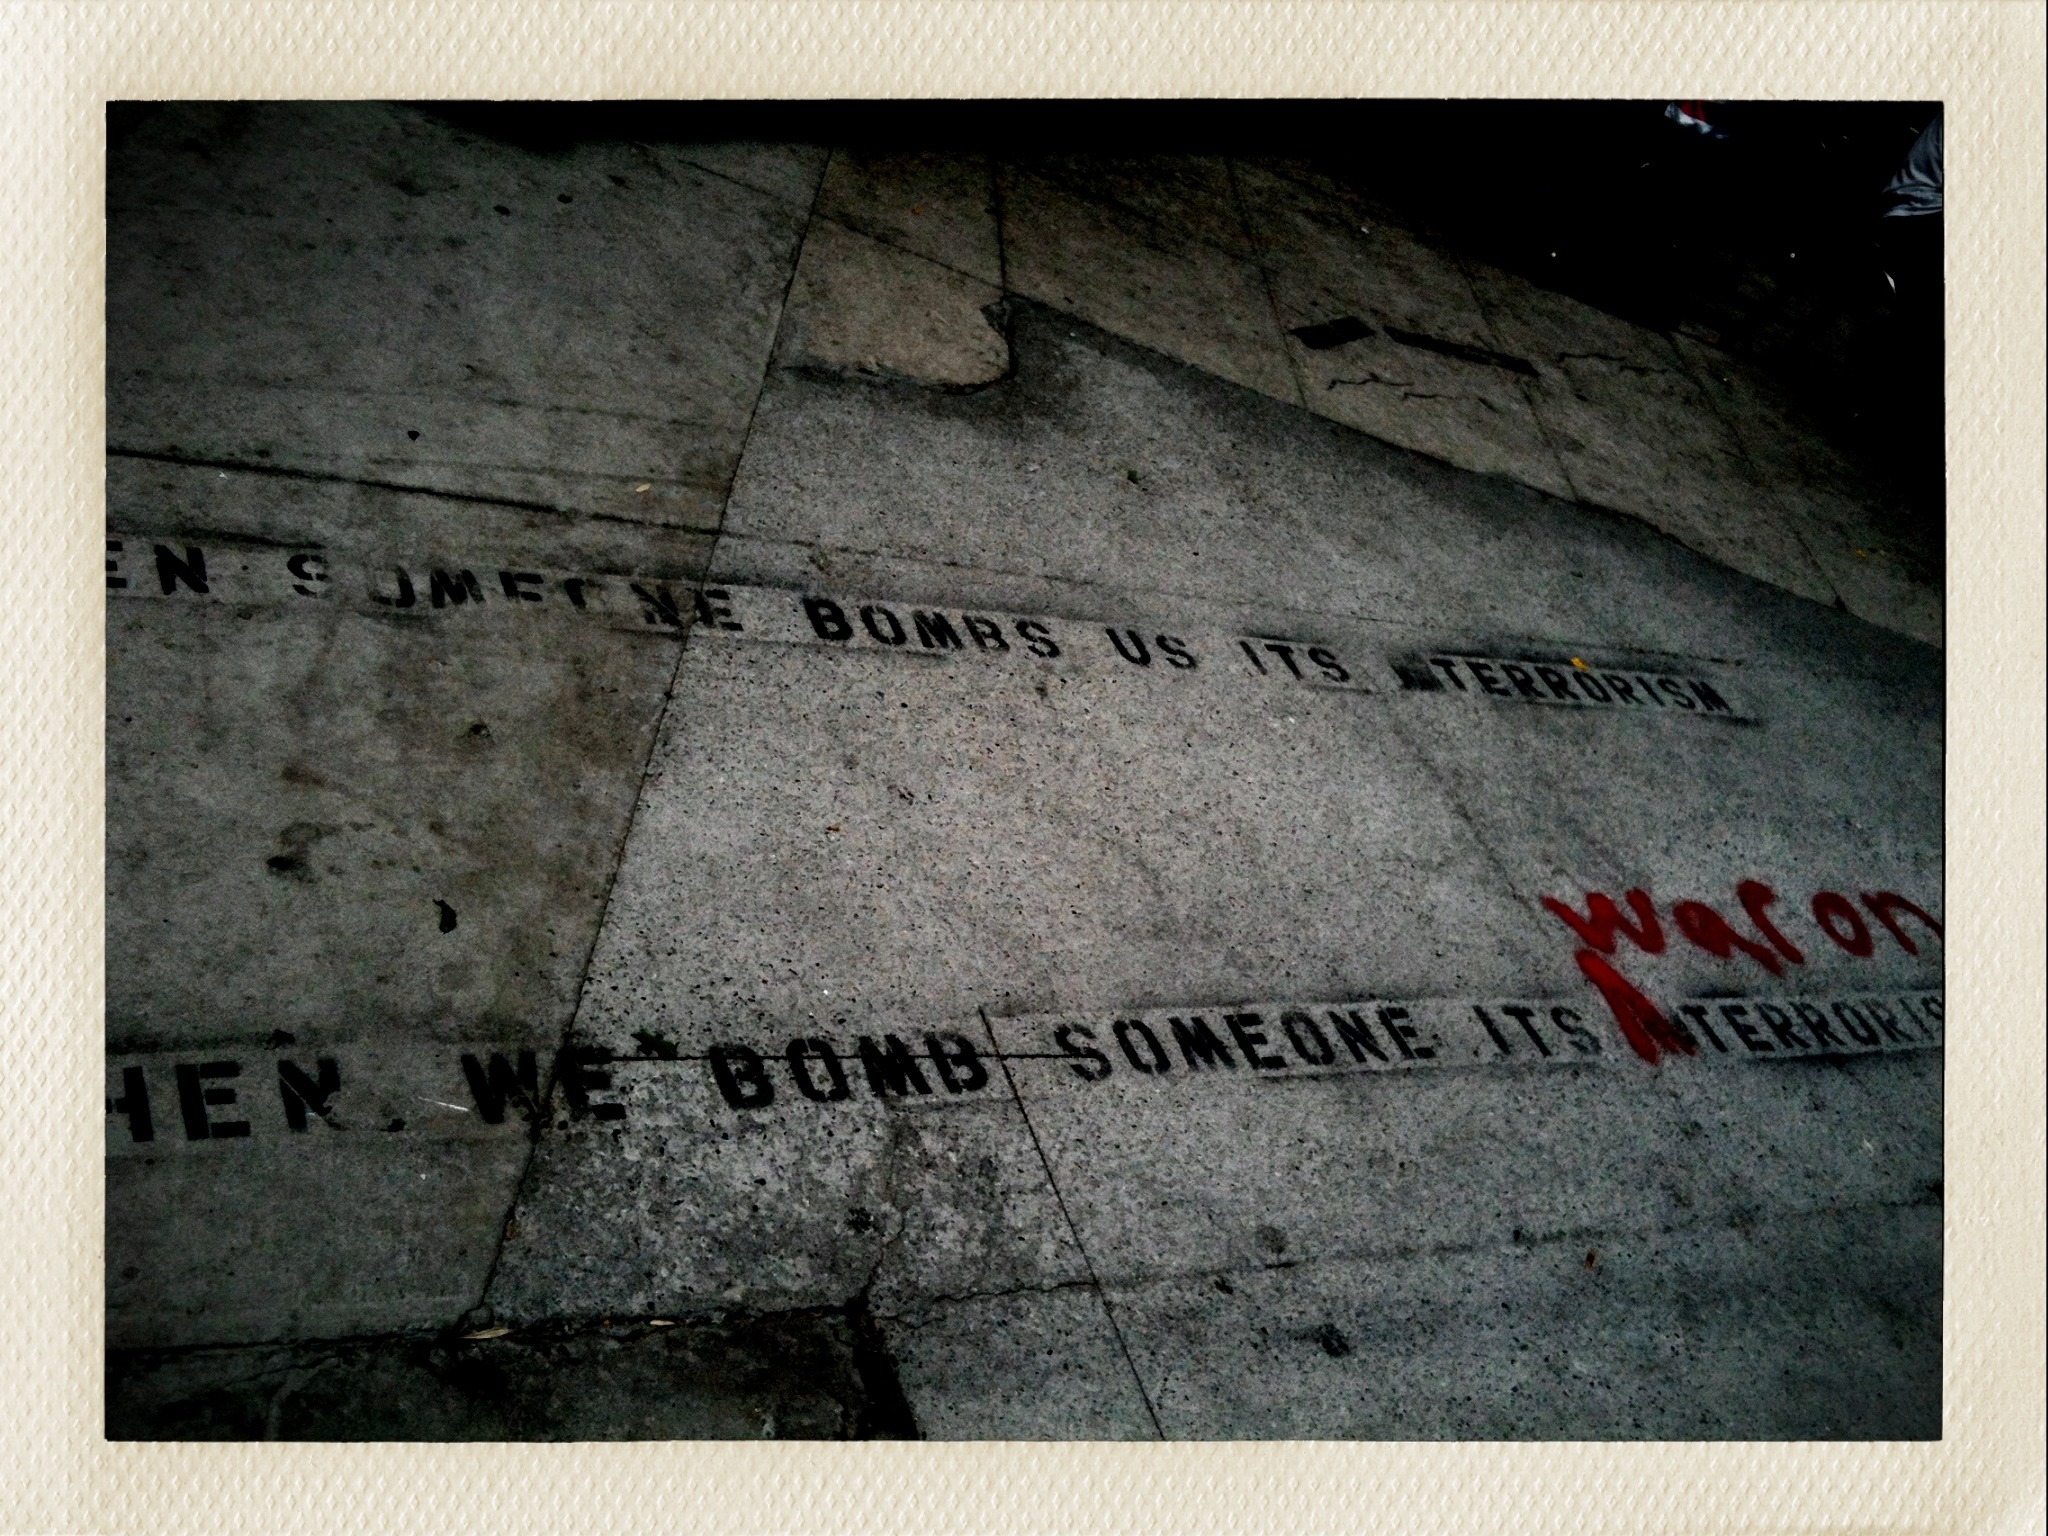 EN SOMEONE BOMBS US ITS TERRORISM
war on
HEN WE BOMB SOMEONE ITS TERRORIS